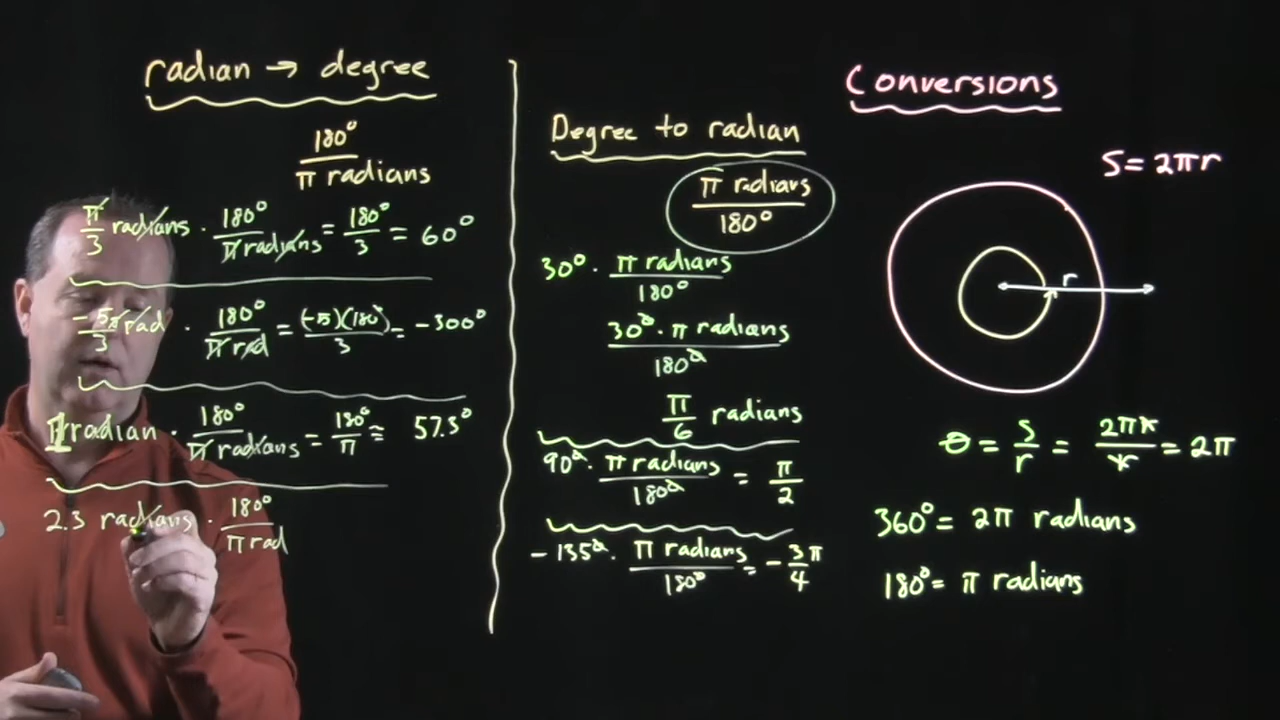 radian → degree
180°/π radians
π/3 radians · 180°/π radians = 180°/3 = 60°
-5π/3 rad · 180°/π rad = (-5)(180)/3 = -300°
1 radian · 180°/π radians = 180°/π ≅ 57.3°
2.3 radians · 180°/π rad
Degree to radian
π radians/180°
30° · π radians/180°
30° · π radians/180°
π/6 radians
90° · π radians/180° = π/2
-135° · π radians/180° = -3π/4
Conversions
S = 2πr
r
θ = S/r = 2πr/r = 2π
360° = 2π radians
180° = π radians